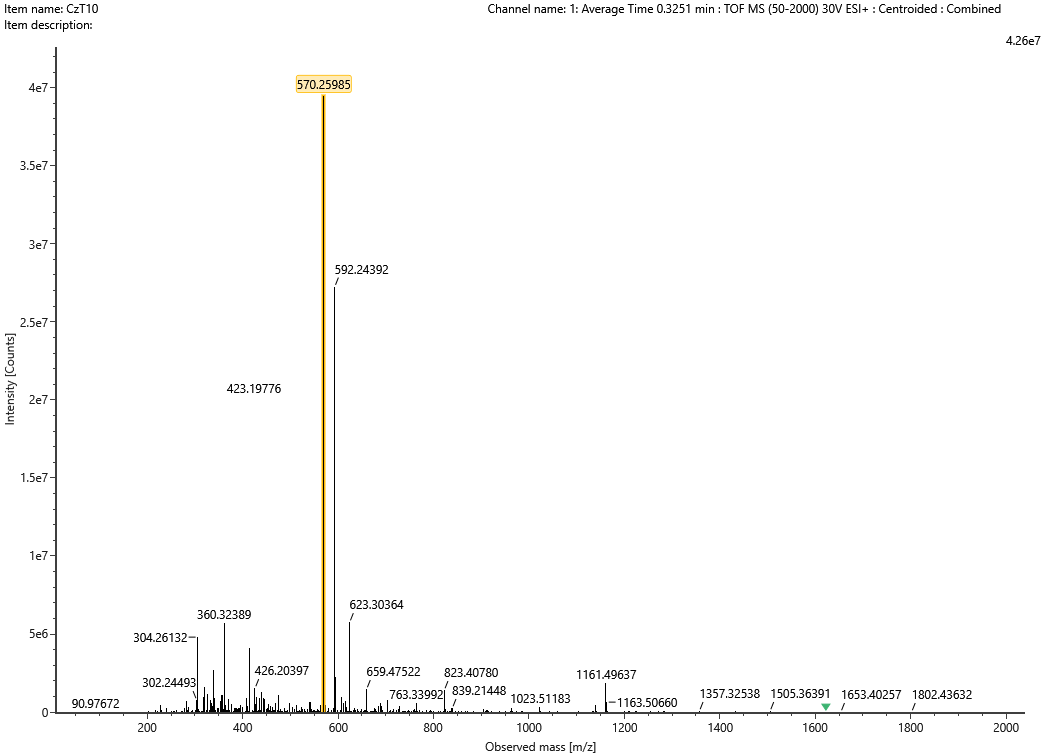 Item name: CzT10
Channel name: 1: Average Time 0.3251 min : TOF MS (50-2000) 30V ESI+ : Centroided : Combined
Item description:
4.26e7
4e7
3.5e7
3e7
2.5e7
2e7
1.5e7
1e7
5e6
0
Intensity [Counts]
570.25985
592.24392
423.19776
623.30364
360.32389
304.26132
302.24493
426.20397
659.47522
823.40780
763.33992
839.21448
1161.49637
1023.51183
1163.50660
1357.32538
1505.36391
1653.40257
1802.43632
90.97672
200
400
600
800
1000
1200
1400
1600
1800
2000
Observed mass [m/z]